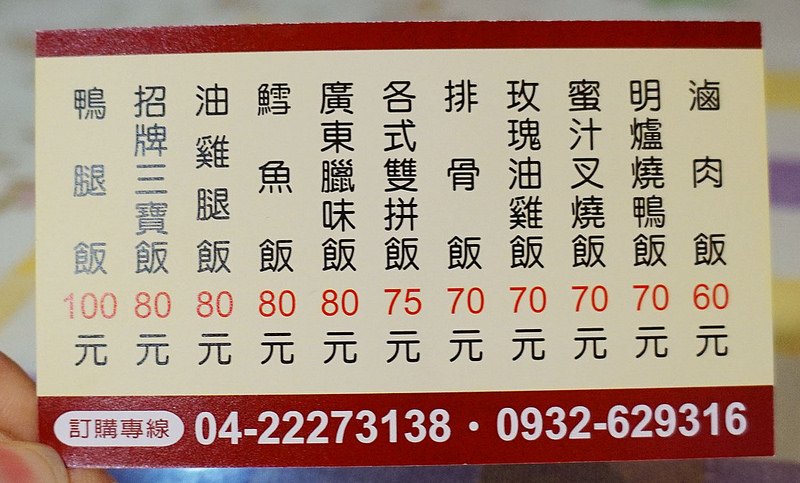 滷肉飯60元
明爐燒鴨飯70元
蜜汁叉燒飯70元
玫瑰油雞飯70元
排骨飯70元
各式雙拼飯75元
廣東臘味飯80元
鱈魚飯80元
油雞腿飯80元
招牌三寶飯80元
鴨腿飯100元
訂購專線 04-22273138・0932-629316